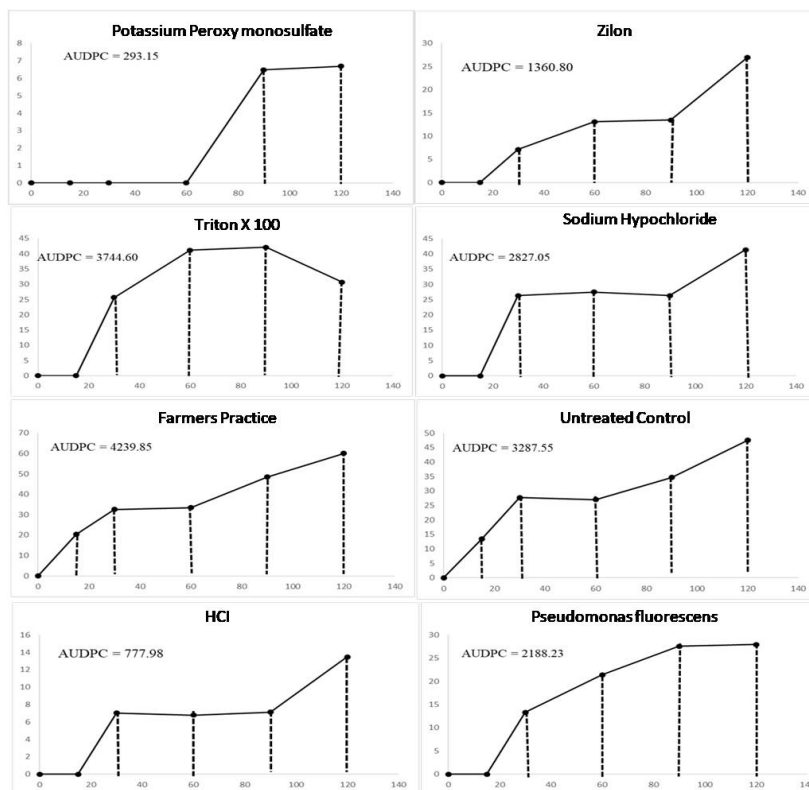 Potassium Peroxy monosulfate
AUDPC = 293.15
8
7
6
5
4
3
2
1
0
0 20 40 60 80 100 120 140
Zilon
AUDPC = 1360.80
30
25
20
15
10
5
0
0 20 40 60 80 100 120 140
Triton X 100
AUDPC = 3744.60
45
40
35
30
25
20
15
10
5
0
0 20 40 60 80 100 120 140
Sodium Hypochloride
AUDPC = 2827.05
45
40
35
30
25
20
15
10
5
0
0 20 40 60 80 100 120 140
Farmers Practice
AUDPC = 4239.85
70
60
50
40
30
20
10
0
0 20 40 60 80 100 120 140
Untreated Control
AUDPC = 3287.55
50
45
40
35
30
25
20
15
10
5
0
0 20 40 60 80 100 120 140
HCl
AUDPC = 777.98
16
14
12
10
8
6
4
2
0
0 20 40 60 80 100 120 140
Pseudomonas fluorescens
AUDPC = 2188.23
30
25
20
15
10
5
0
0 20 40 60 80 100 120 140